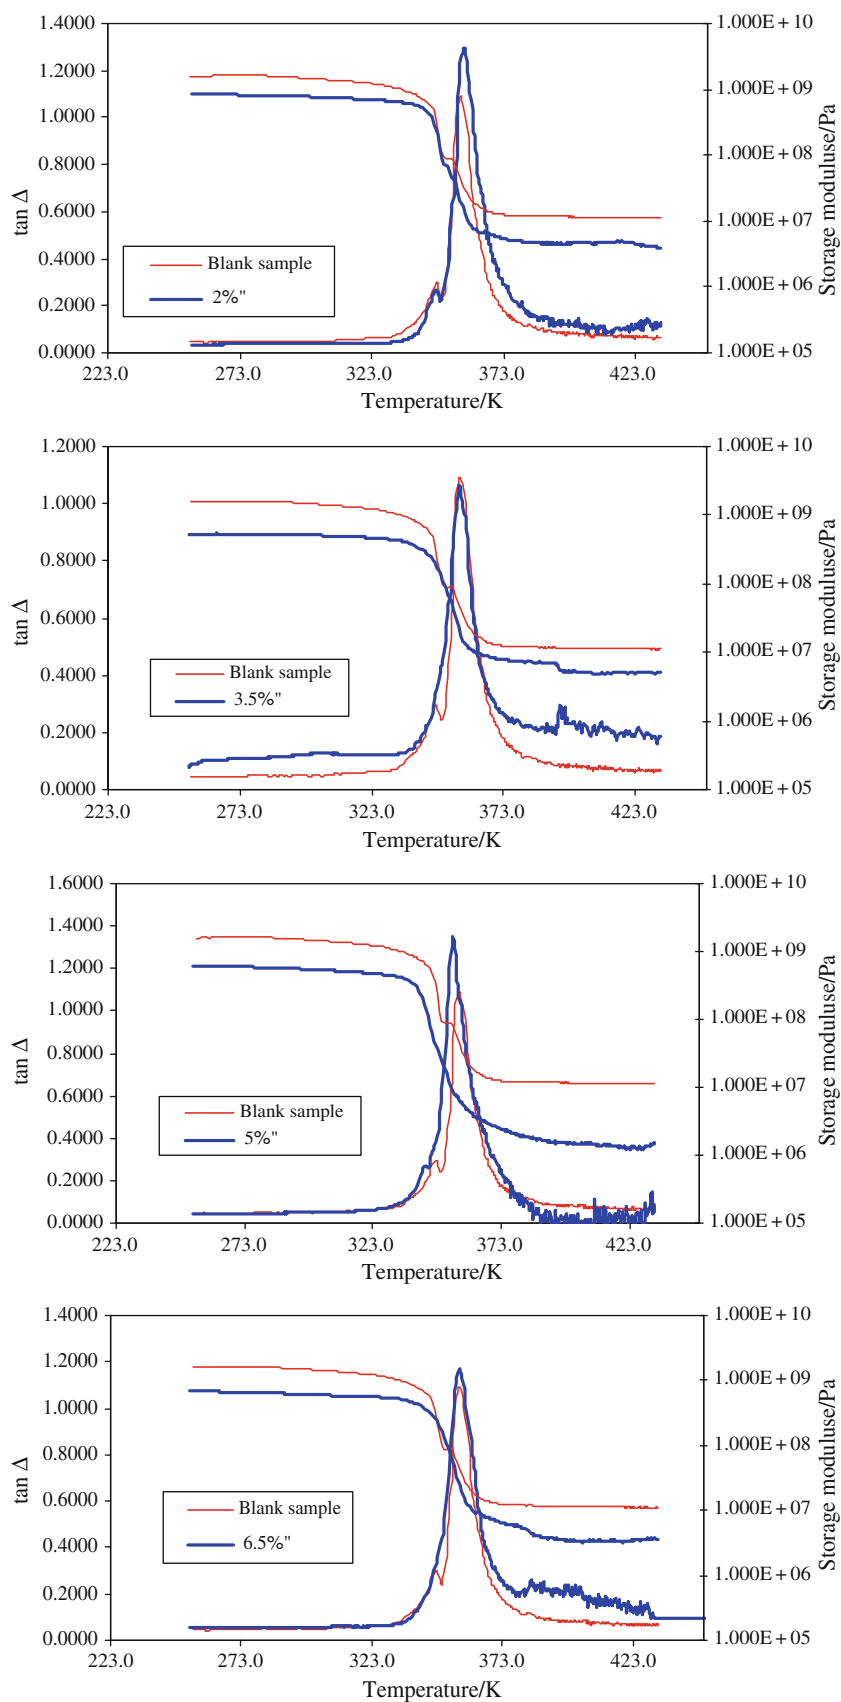 1.4000
1.2000
1.0000
0.8000
0.6000
0.4000
0.2000
0.0000
tan Δ
1.000E + 10
1.000E + 09
1.000E + 08
1.000E + 07
1.000E + 06
1.000E + 05
Storage moduluse/Pa
Blank sample
2%"
223.0 273.0 323.0 373.0 423.0
Temperature/K
1.2000
1.0000
0.8000
0.6000
0.4000
0.2000
0.0000
tan Δ
1.000E + 10
1.000E + 09
1.000E + 08
1.000E + 07
1.000E + 06
1.000E + 05
Storage moduluse/Pa
Blank sample
3.5%"
223.0 273.0 323.0 373.0 423.0
Temperature/K
1.6000
1.4000
1.2000
1.0000
0.8000
0.6000
0.4000
0.2000
0.0000
tan Δ
1.000E + 10
1.000E + 09
1.000E + 08
1.000E + 07
1.000E + 06
1.000E + 05
Storage moduluse/Pa
Blank sample
5%"
223.0 273.0 323.0 373.0 423.0
Temperature/K
1.4000
1.2000
1.0000
0.8000
0.6000
0.4000
0.2000
0.0000
tan Δ
1.000E + 10
1.000E + 09
1.000E + 08
1.000E + 07
1.000E + 06
1.000E + 05
Storage moduluse/Pa
Blank sample
6.5%"
223.0 273.0 323.0 373.0 423.0
Temperature/K